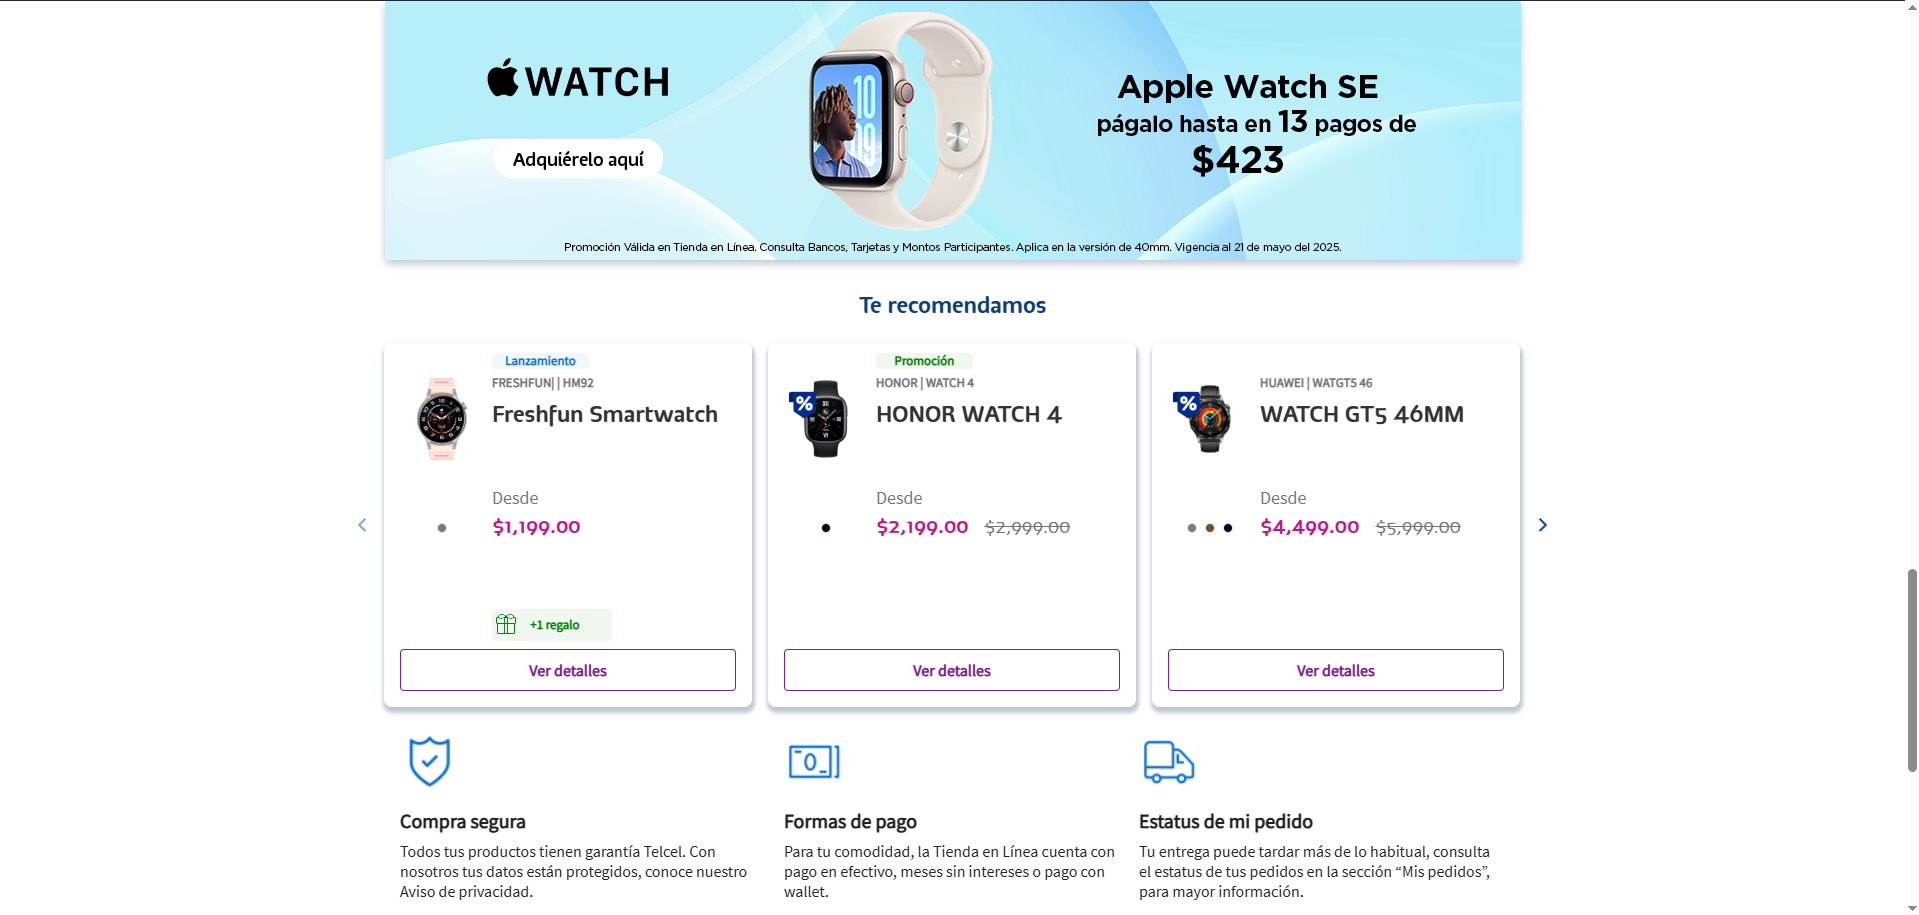 WATCH
Adquiérelo aquí
10
09
Apple Watch SE
págalo hasta en 13 pagos de
$423
Promoción Válida en Tienda en Línea. Consulta Bancos, Tarjetas y Montos Participantes. Aplica en la versión de 40mm. Vigencia al 21 de mayo del 2025.
Te recomendamos
Lanzamiento
FRESHFUN| | HM92
Freshfun Smartwatch
Desde
$1,199.00
+1 regalo
Ver detalles
Promoción
%
HONOR | WATCH 4
HONOR WATCH 4
Desde
$2,199.00 $2,999.00
Ver detalles
%
HUAWEI | WATGT5 46
WATCH GT5 46MM
Desde
$4,499.00 $5,999.00
Ver detalles
Compra segura
Todos tus productos tienen garantía Telcel. Con
nosotros tus datos están protegidos, conoce nuestro
Aviso de privacidad.
Formas de pago
Para tu comodidad, la Tienda en Línea cuenta con
pago en efectivo, meses sin intereses o pago con
wallet.
Estatus de mi pedido
Tu entrega puede tardar más de lo habitual, consulta
el estatus de tus pedidos en la sección “Mis pedidos”,
para mayor información.